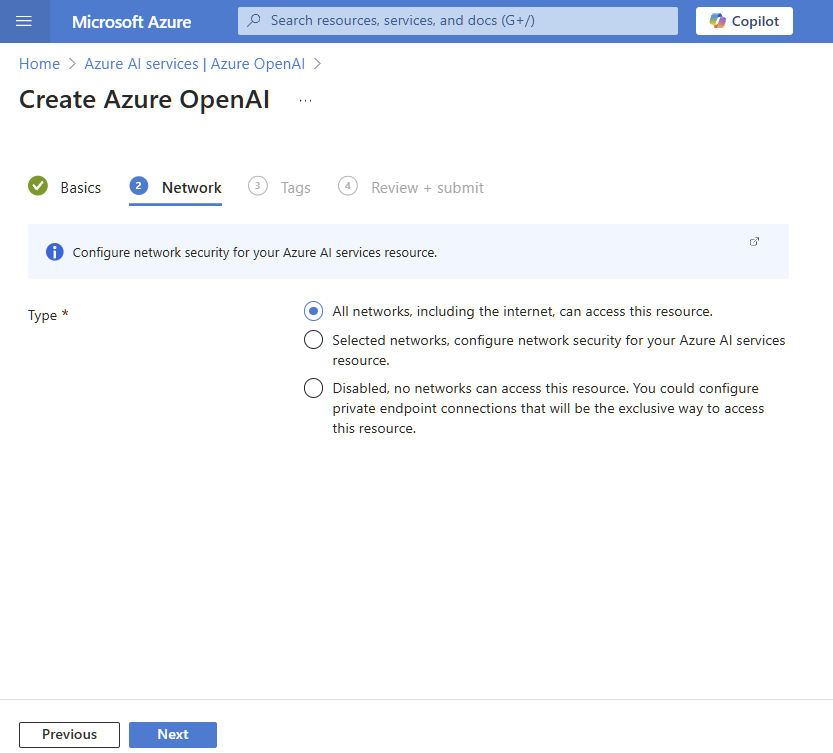 Microsoft Azure
Search resources, services, and docs (G+/)
Copilot
Home > Azure AI services | Azure OpenAI >
Create Azure OpenAI ...
Basics
2 Network
3 Tags
4 Review + submit
Configure network security for your Azure AI services resource.
Type *
All networks, including the internet, can access this resource.
Selected networks, configure network security for your Azure AI services
resource.
Disabled, no networks can access this resource. You could configure
private endpoint connections that will be the exclusive way to access
this resource.
Previous
Next